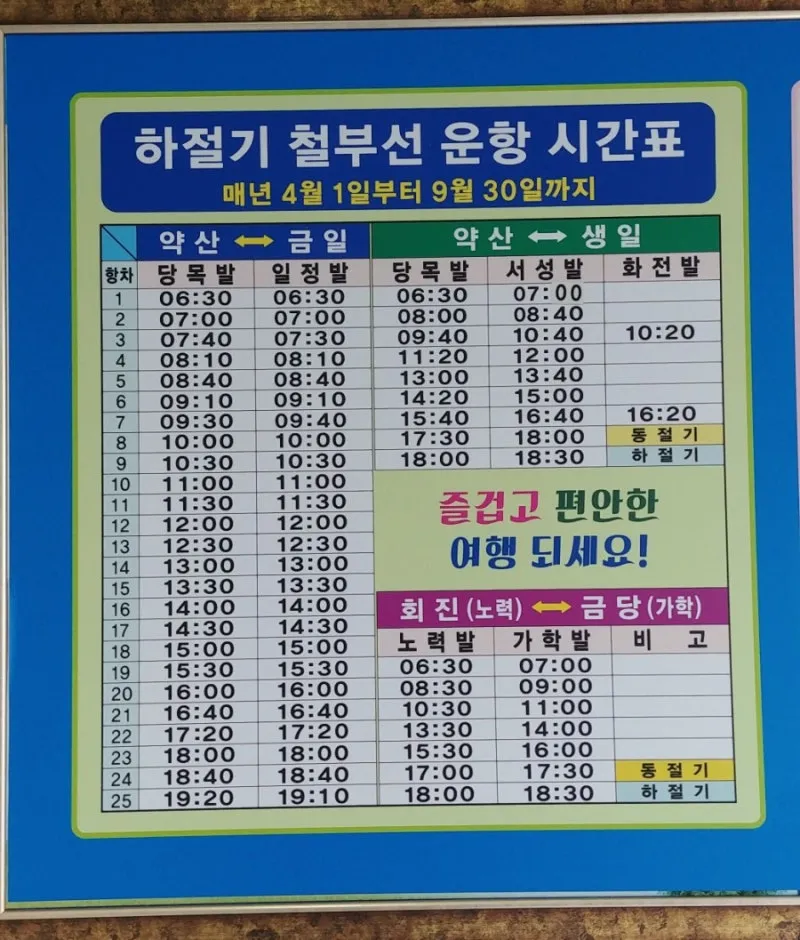 하절기 철부선 운항 시간표
매년 4월 1일부터 9월 30일까지
약산 ↔ 금일 약산 ↔ 생일
항차 당목발 일정발 당목발 서성발 화전발
1 06:30 06:30 06:30 07:00
2 07:00 07:00 08:00 08:40
3 07:40 07:30 09:40 10:40 10:20
4 08:10 08:10 11:20 12:00
5 08:40 08:40 13:00 13:40
6 09:10 09:10 14:20 15:00
7 09:30 09:40 15:40 16:40 16:20
8 10:00 10:00 17:30 18:00 동절기
9 10:30 10:30 18:00 18:30 하절기
10 11:00 11:00
11 11:30 11:30
12 12:00 12:00
13 12:30 12:30
14 13:00 13:00
15 13:30 13:30
16 14:00 14:00
17 14:30 14:30
18 15:00 15:00
19 15:30 15:30
20 16:00 16:00
21 16:40 16:40
22 17:20 17:20
23 18:00 18:00
24 18:40 18:40
25 19:20 19:10
즐겁고 편안한
여행 되세요!
회진(노력) ↔ 금당(가학)
노력발 가학발 비고
06:30 07:00
08:30 09:00
10:30 11:00
13:30 14:00
15:30 16:00
17:00 17:30 동절기
18:00 18:30 하절기